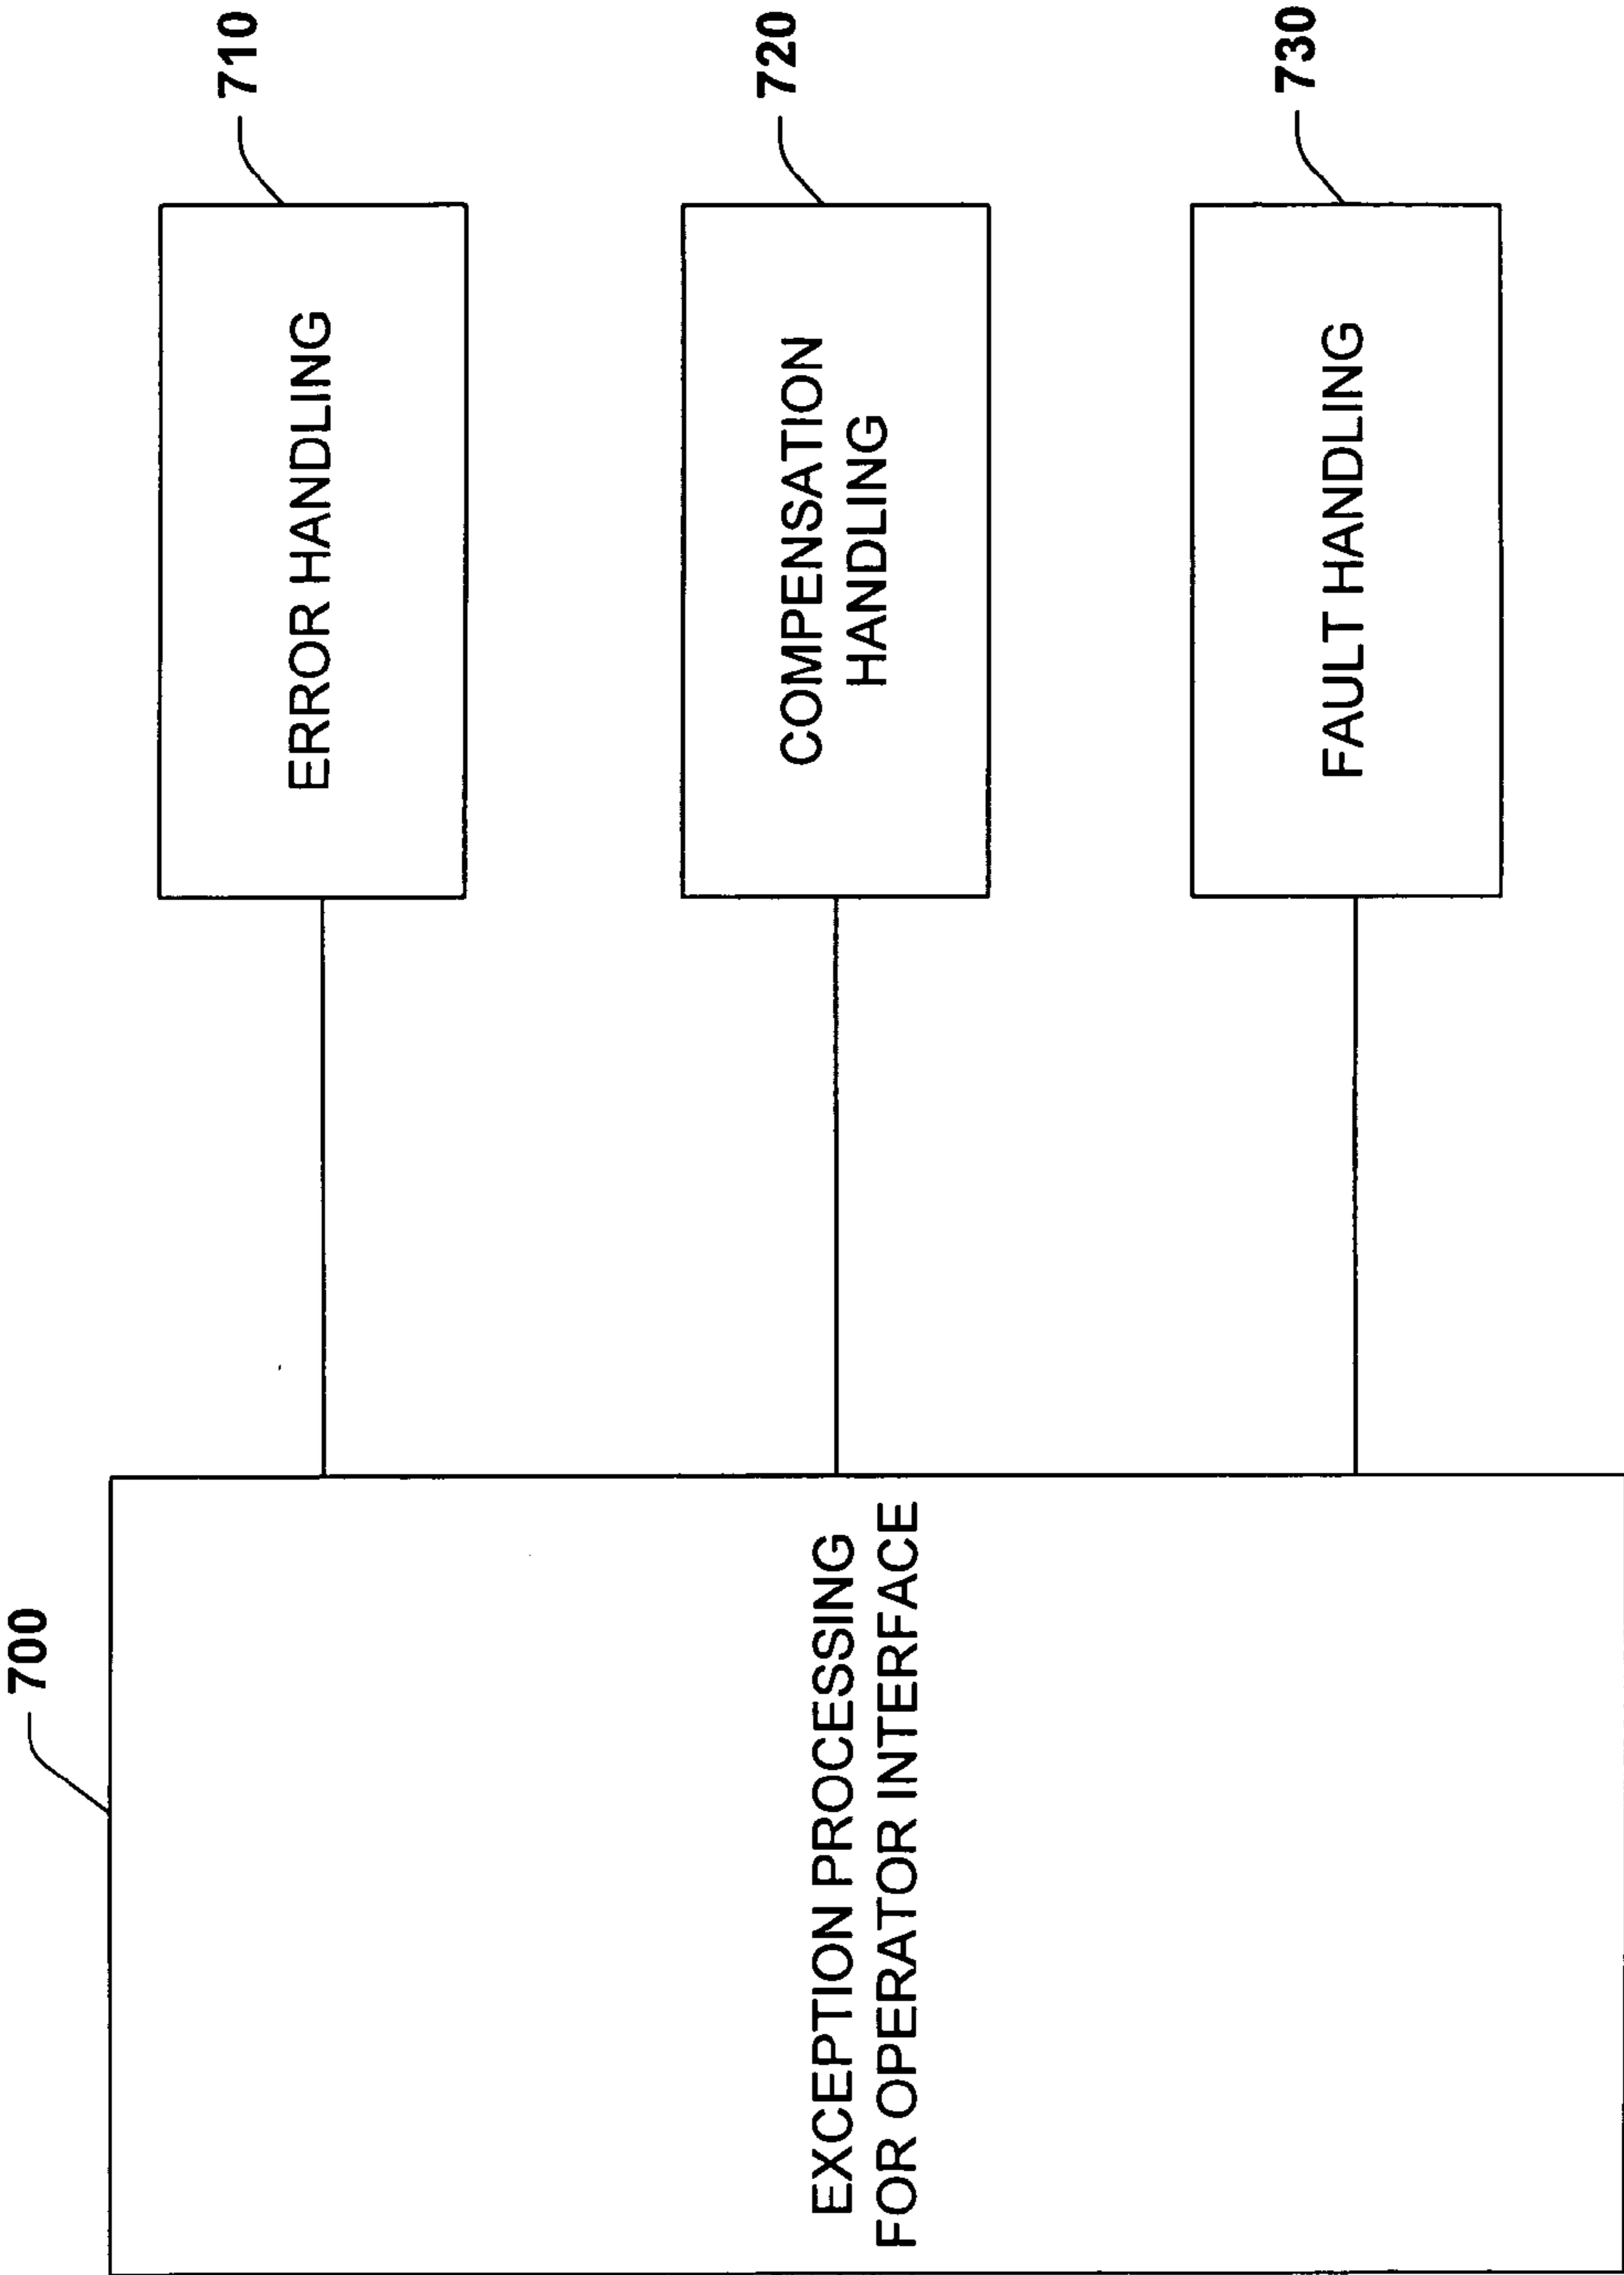 700
EXCEPTION PROCESSING
FOR OPERATOR INTERFACE
710
ERROR HANDLING
720
COMPENSATION
HANDLING
730
FAULT HANDLING